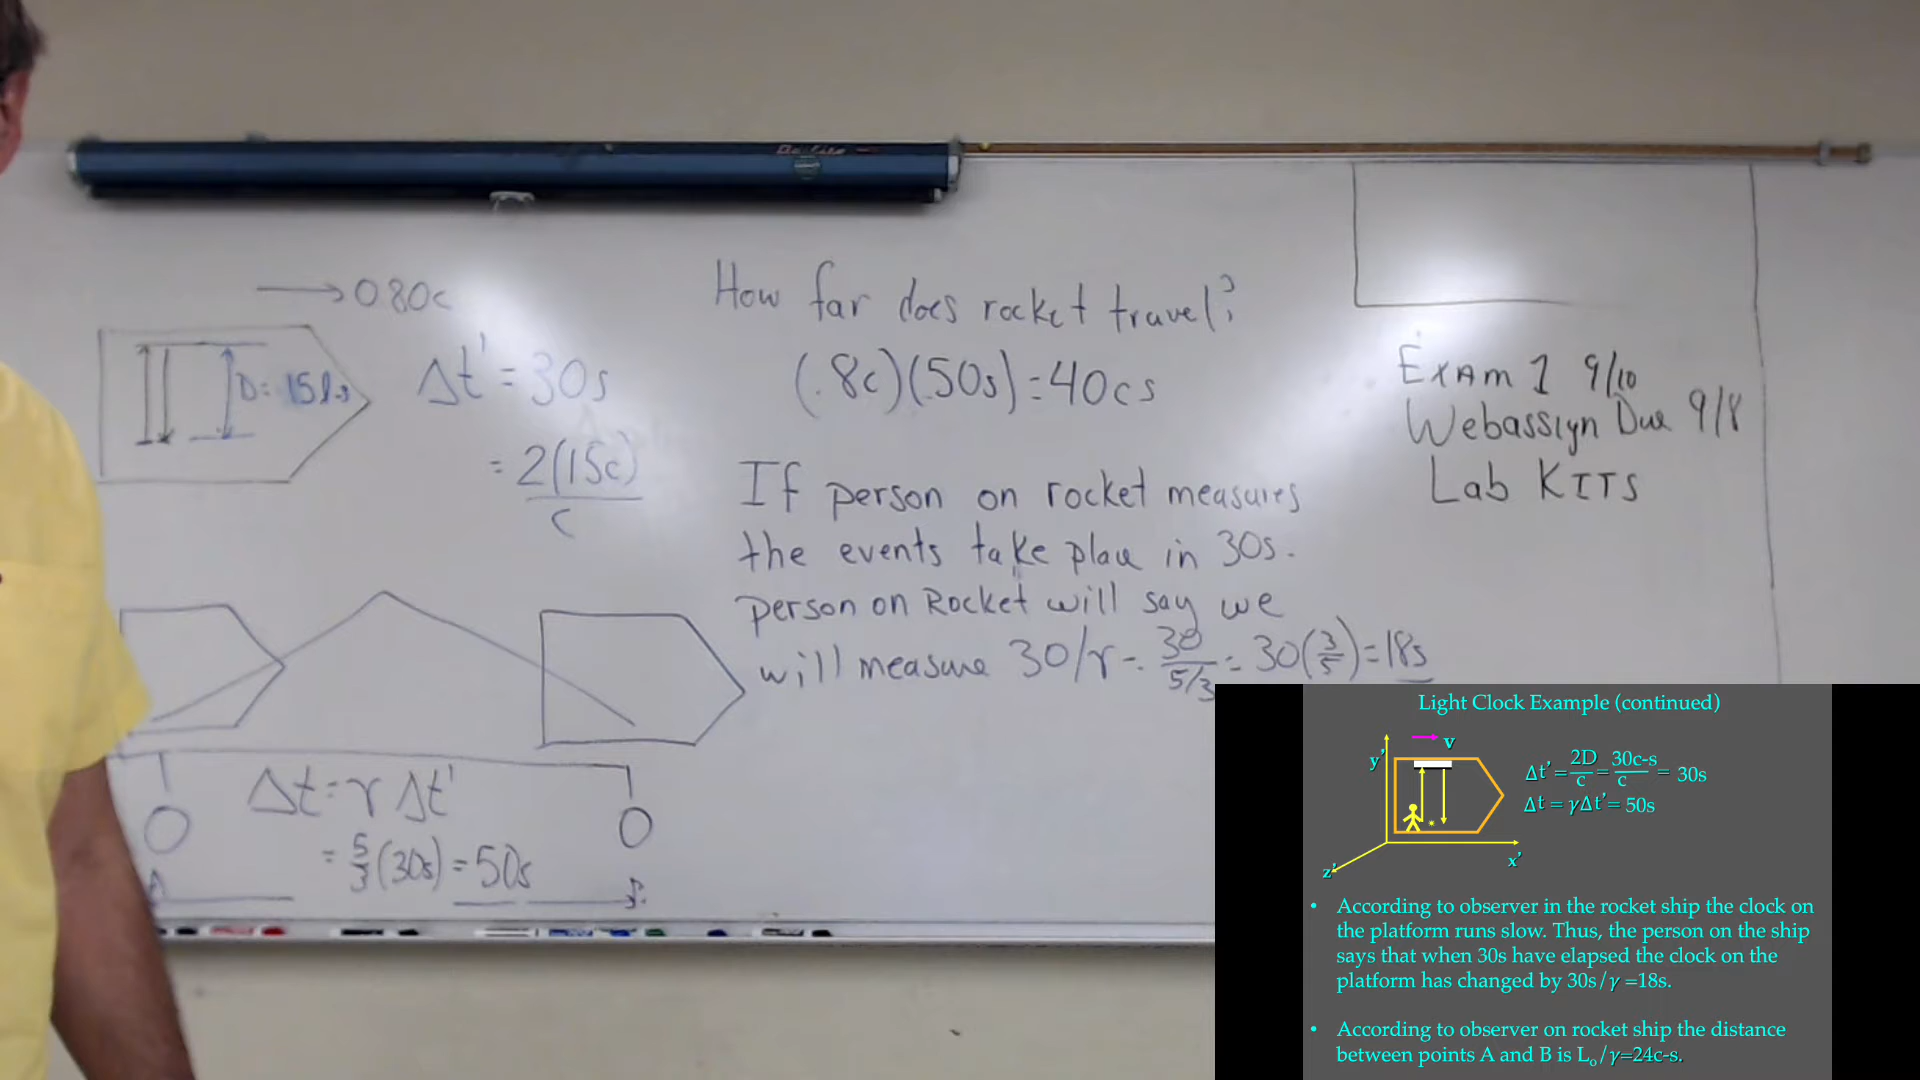 → 0.80c
D = 15 l·s
Δt' = 30s
= 2(15c)
c
How far does rocket travel?
(.8c)(50s) = 40cs
If person on rocket measures
the events take place in 30s.
person on Rocket will say we
will measure 30/γ = 30 / 5/3 = 30(3/5) = 18s
Exam 1 9/10
Webassign Due 9/8
Lab KITS
Δt = γ Δt'
= 5/3 (30s) = 50s
A
Light Clock Example (continued)
v
y'
x'
z'
Δt' = 2D/c = 30c-s/c = 30s
Δt = γΔt' = 50s
• According to observer in the rocket ship the clock on
the platform runs slow. Thus, the person on the ship
says that when 30s have elapsed the clock on the
platform has changed by 30s/γ =18s.
• According to observer on rocket ship the distance
between points A and B is L₀/γ=24c-s.